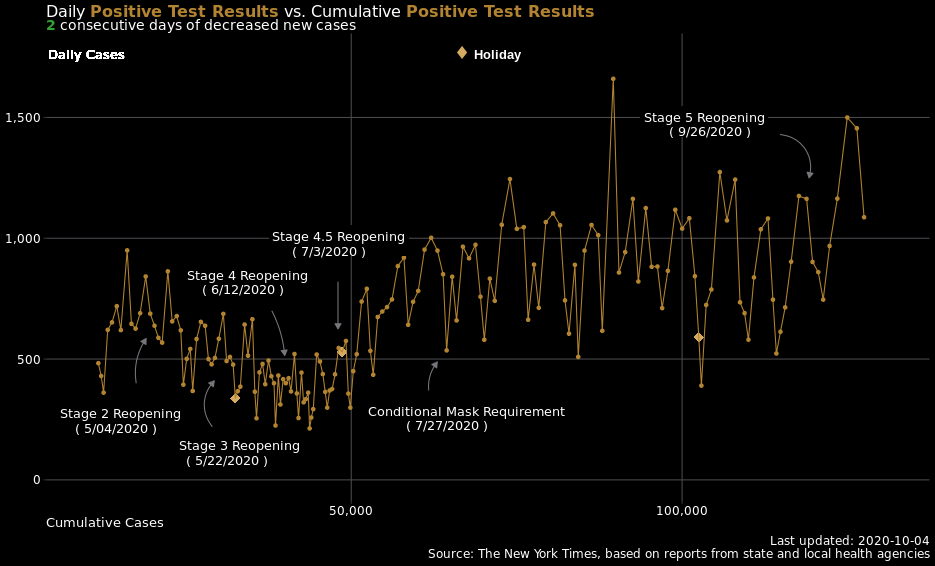 Daily Positive Test Results vs. Cumulative Positive Test Results
2 consecutive days of decreased new cases
Daily Cases
Holiday
1,500
Stage 5 Reopening
( 9/26/2020 )
1,000
Stage 4.5 Reopening
( 7/3/2020 )
Stage 4 Reopening
( 6/12/2020 )
500
Stage 2 Reopening
( 5/04/2020 )
Conditional Mask Requirement
( 7/27/2020 )
Stage 3 Reopening
( 5/22/2020 )
0
50,000
100,000
Cumulative Cases
Last updated: 2020-10-04
Source: The New York Times, based on reports from state and local health agencies